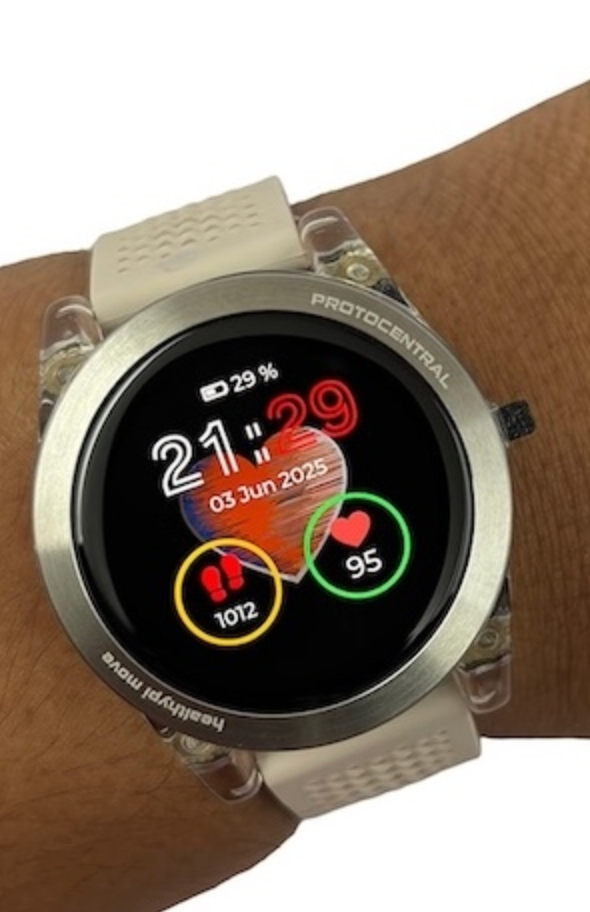 PROTOCENTRAL
29 %
21:29
03 Jun 2025
95
1012
healthypi move